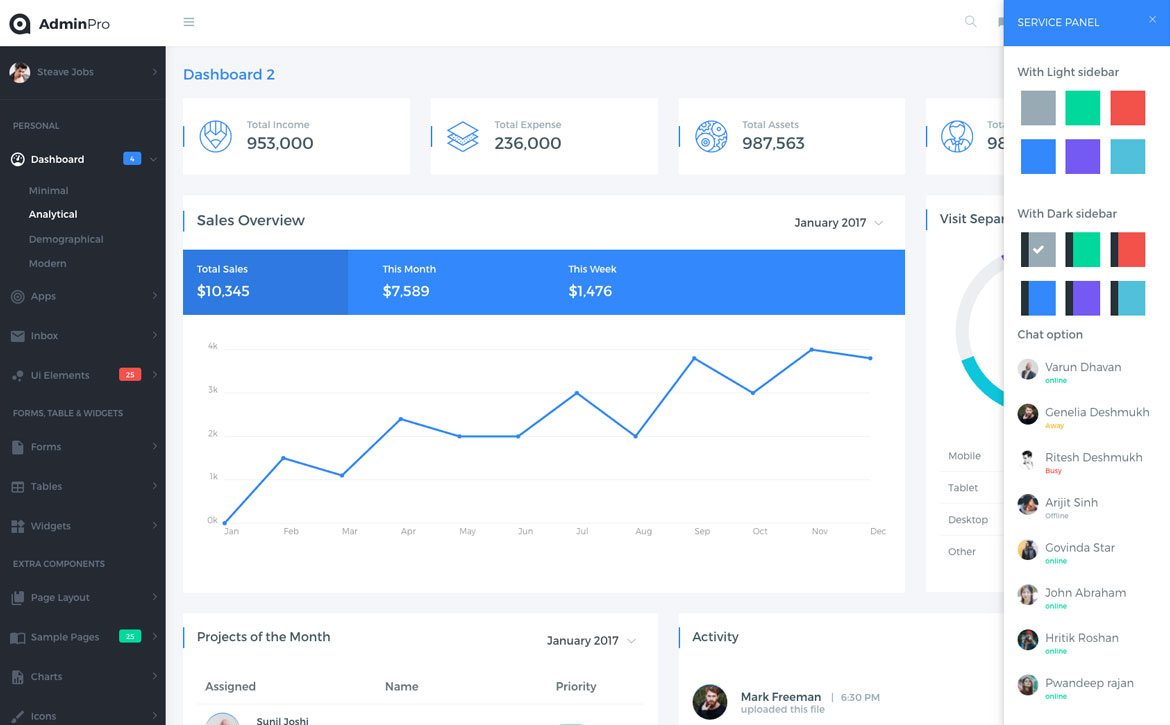 AdminPro
SERVICE PANEL
Steave Jobs
PERSONAL
Dashboard 4
Minimal
Analytical
Demographical
Modern
Apps
Inbox
Ui Elements 25
FORMS, TABLE & WIDGETS
Forms
Tables
Widgets
EXTRA COMPONENTS
Page Layout
Sample Pages 25
Charts
Icons
Dashboard 2
Total Income
953,000
Total Expense
236,000
Total Assets
987,563
Sales Overview
January 2017
Total Sales
$10,345
This Month
$7,589
This Week
$1,476
4k
3k
2k
1k
0k
Jan Feb Mar Apr May Jun Jul Aug Sep Oct Nov Dec
Visit Separ
Mobile
Tablet
Desktop
Other
Projects of the Month
January 2017
Assigned Name Priority
Sunil Joshi
Activity
Mark Freeman | 6:30 PM
uploaded this file
With Light sidebar
With Dark sidebar
Chat option
Varun Dhavan
online
Genelia Deshmukh
Away
Ritesh Deshmukh
Busy
Arijit Sinh
Offline
Govinda Star
online
John Abraham
online
Hritik Roshan
online
Pwandeep rajan
online